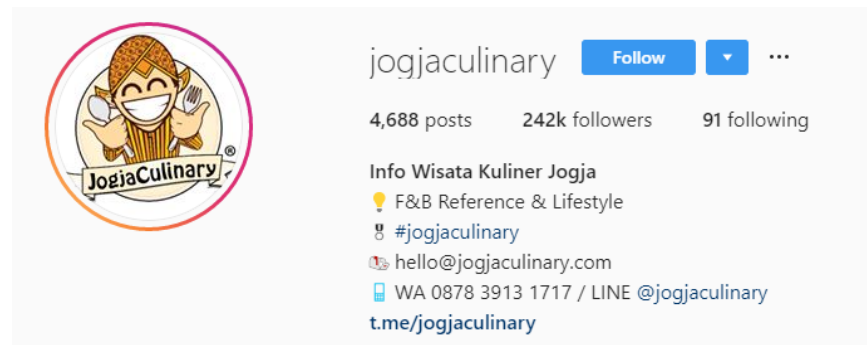 JogjaCulinary ®
jogjaculinary Follow
4,688 posts 242k followers 91 following
Info Wisata Kuliner Jogja
F&B Reference & Lifestyle
#jogjaculinary
hello@jogjaculinary.com
WA 0878 3913 1717 / LINE @jogjaculinary
t.me/jogjaculinary